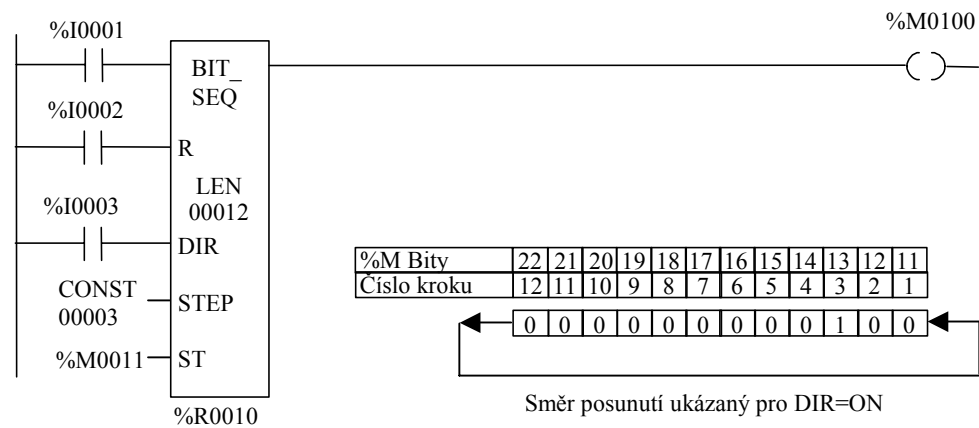 %I0001
%M0100
BIT_
SEQ
%I0002
R
LEN
00012
%I0003
DIR
CONST
00003
STEP
%M0011
ST
%R0010
%M Bity 22 21 20 19 18 17 16 15 14 13 12 11
Číslo kroku 12 11 10 9 8 7 6 5 4 3 2 1
0 0 0 0 0 0 0 0 0 1 0 0
Směr posunutí ukázaný pro DIR=ON